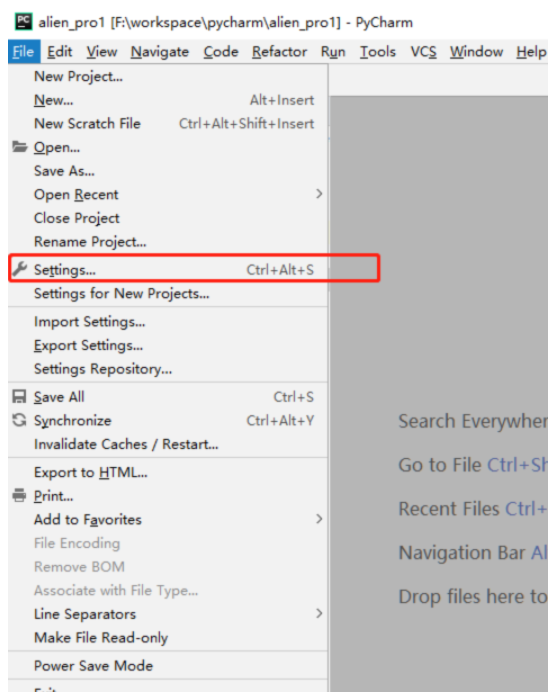 PC alien_pro1 [F:\workspace\pycharm\alien_pro1] - PyCharm
File Edit View Navigate Code Refactor Run Tools VCS Window Help
New Project...
New... Alt+Insert
New Scratch File Ctrl+Alt+Shift+Insert
Open...
Save As...
Open Recent
Close Project
Rename Project...
Settings... Ctrl+Alt+S
Settings for New Projects...
Import Settings...
Export Settings...
Settings Repository...
Save All Ctrl+S
Synchronize Ctrl+Alt+Y
Invalidate Caches / Restart...
Export to HTML...
Print...
Add to Favorites
File Encoding
Remove BOM
Associate with File Type...
Line Separators
Make File Read-only
Power Save Mode
Search Everywher
Go to File Ctrl+Sh
Recent Files Ctrl+
Navigation Bar Al
Drop files here to